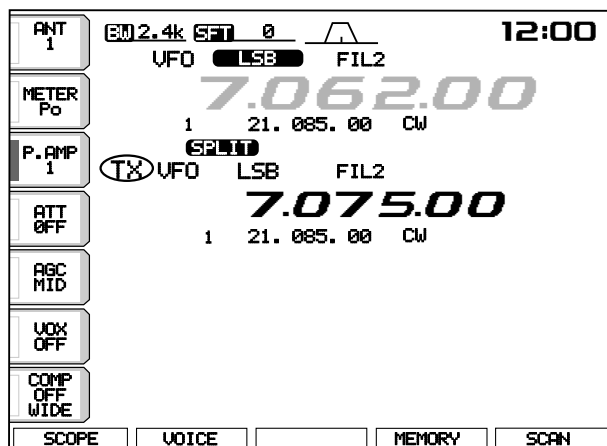 ANT
1
BW 2.4k SFT 0
12:00
VFO LSB FIL2
METER
Po
7.062.00
1 21. 085. 00 CW
P.AMP
1
SPLIT
TX VFO LSB FIL2
ATT
OFF
7.075.00
1 21. 085. 00 CW
AGC
MID
VOX
OFF
COMP
OFF
WIDE
SCOPE VOICE MEMORY SCAN